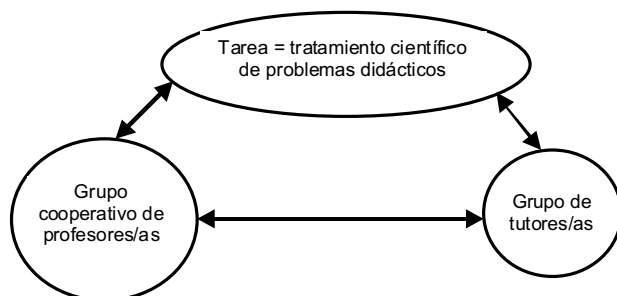 Tarea = tratamiento científico
de problemas didácticos
Grupo
cooperativo de
profesores/as
Grupo de
tutores/as